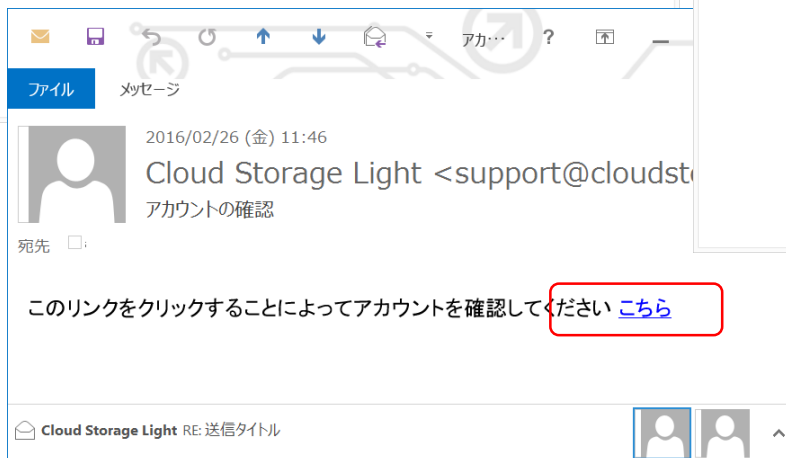 アカ… ?
ファイル メッセージ
2016/02/26 (金) 11:46
Cloud Storage Light <support@cloudst
アカウントの確認
宛先
このリンクをクリックすることによってアカウントを確認してください こちら
Cloud Storage Light RE: 送信タイトル